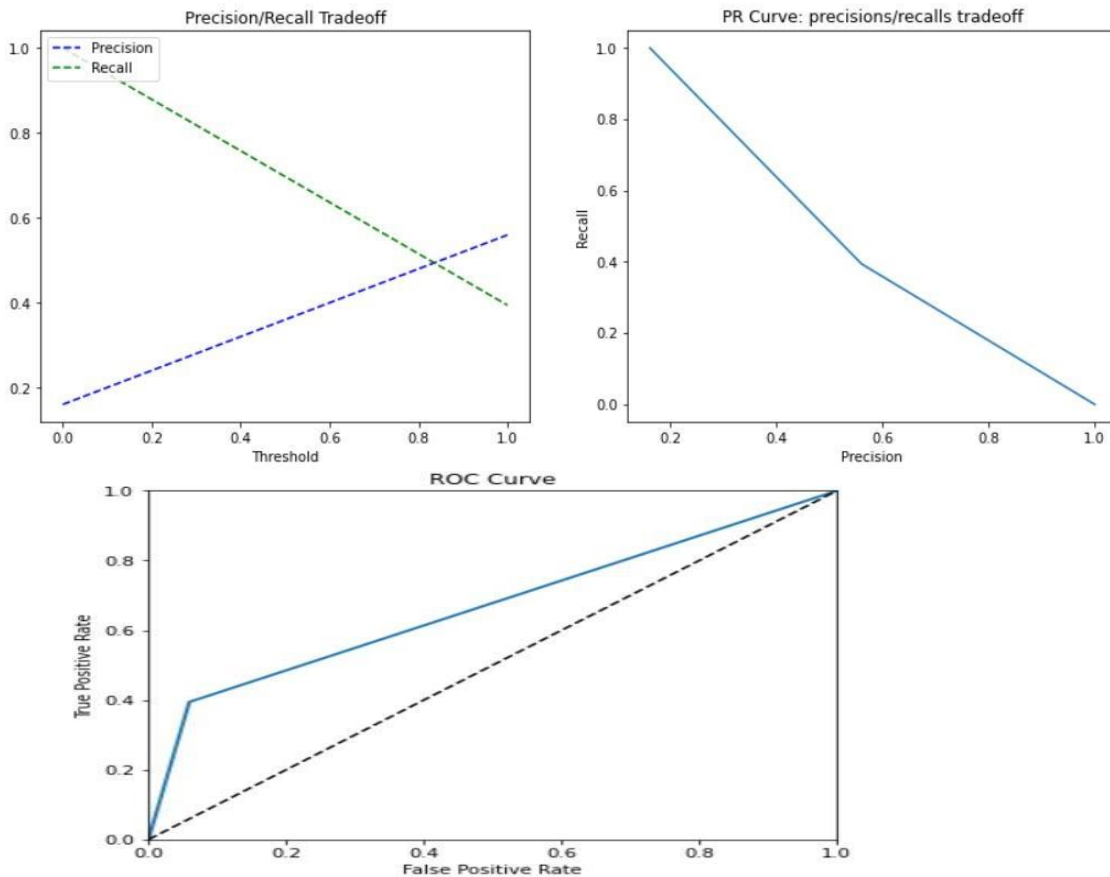 Precision/Recall Tradeoff
1.0
0.8
0.6
0.4
0.2
Precision
Recall
0.0 0.2 0.4 0.6 0.8 1.0
Threshold
PR Curve: precisions/recalls tradeoff
Recall
1.0
0.8
0.6
0.4
0.2
0.0
0.2 0.4 0.6 0.8 1.0
Precision
ROC Curve
True Positive Rate
1.0
0.8
0.6
0.4
0.2
0.0
0.0 0.2 0.4 0.6 0.8 1.0
False Positive Rate